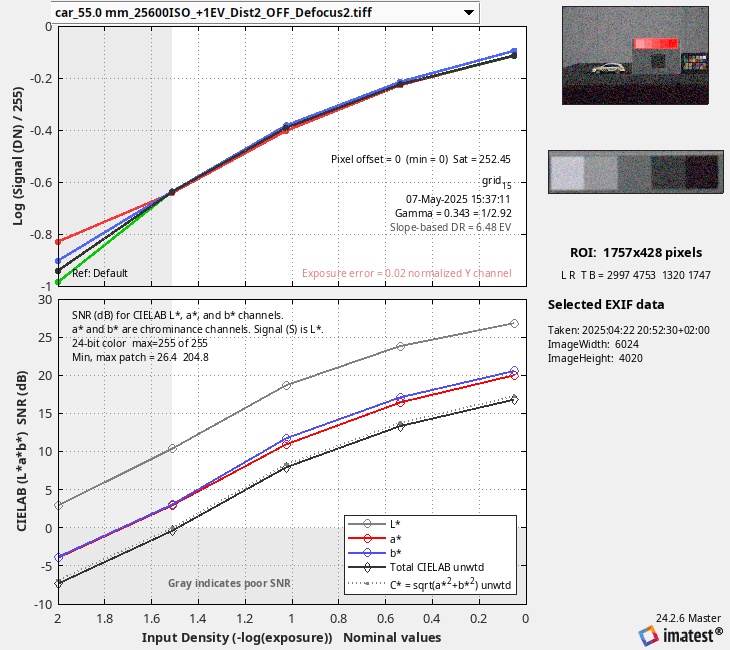 car_55.0 mm_25600ISO_+1EV_Dist2_OFF_Defocus2.tiff
0
-0.2
-0.4
-0.6
-0.8
-1
Log (Signal (DN) / 255)
Pixel offset = 0 (min = 0) Sat = 252.45
grid_15
07-May-2025 15:37:11
Gamma = 0.343 = 1/2.92
Slope-based DR = 6.48 EV
Ref: Default
Exposure error = 0.02 normalized Y channel
ROI: 1757x428 pixels
L R T B = 2997 4753 1320 1747
Selected EXIF data
Taken: 2025:04:22 20:52:30+02:00
ImageWidth: 6024
ImageHeight: 4020
30
25
20
15
10
5
0
-5
-10
CIELAB (L*a*b*) SNR (dB)
SNR (dB) for CIELAB L*, a*, and b* channels.
a* and b* are chrominance channels. Signal (S) is L*.
24-bit color max=255 of 255
Min, max patch = 26.4 204.8
L*
a*
b*
Total CIELAB unwtd
C* = sqrt(a*²+b*²) unwtd
Gray indicates poor SNR
2 1.8 1.6 1.4 1.2 1 0.8 0.6 0.4 0.2 0
Input Density (-log(exposure)) Nominal values
24.2.6 Master
imatest®